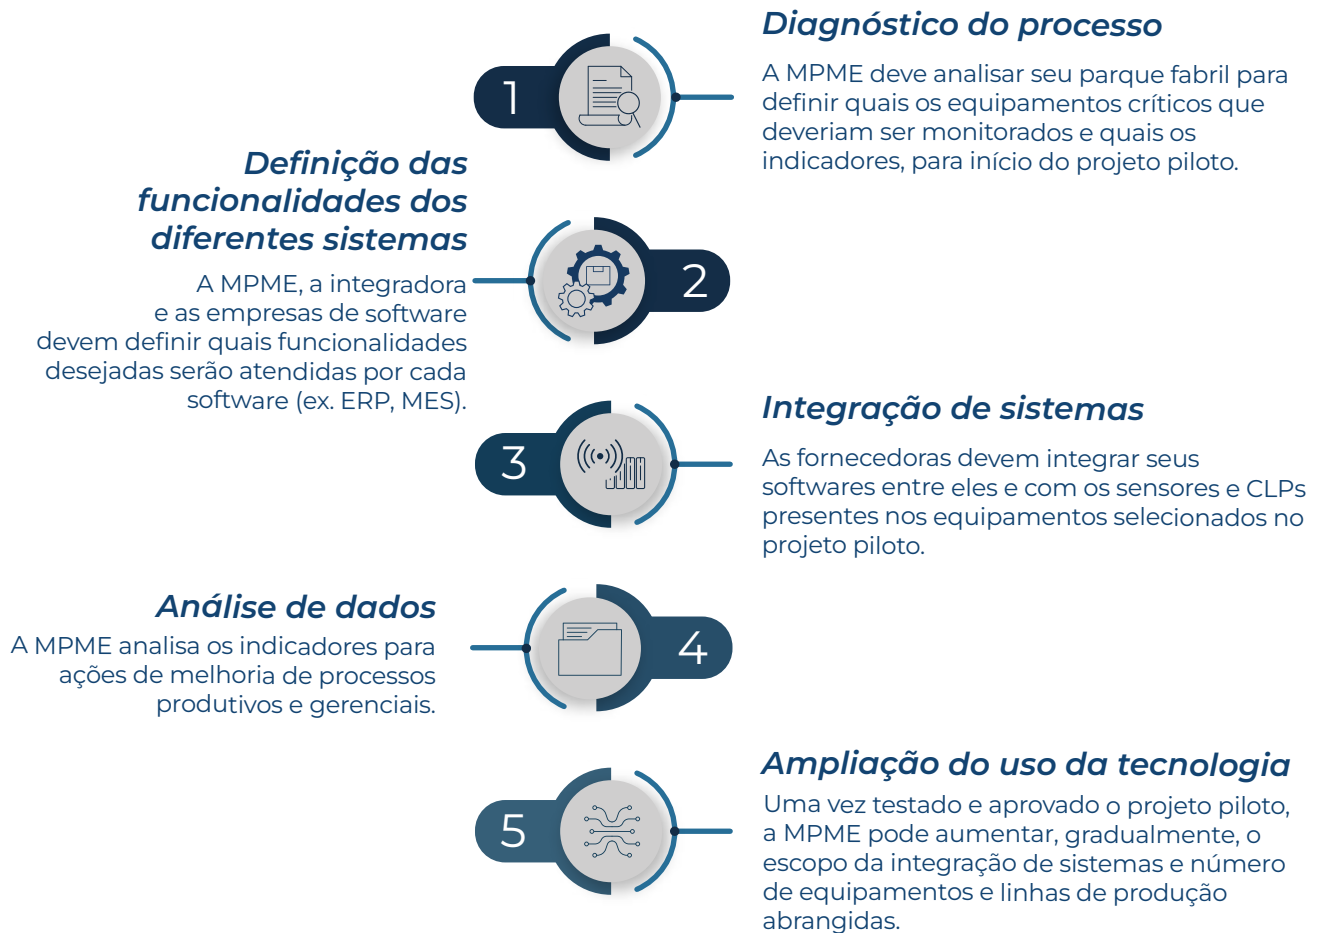 1
Diagnóstico do processo
A MPME deve analisar seu parque fabril para
definir quais os equipamentos críticos que
deveriam ser monitorados e quais os
indicadores, para início do projeto piloto.
2
Definição das
funcionalidades dos
diferentes sistemas
A MPME, a integradora
e as empresas de software
devem definir quais funcionalidades
desejadas serão atendidas por cada
software (ex. ERP, MES).
3
Integração de sistemas
As fornecedoras devem integrar seus
softwares entre eles e com os sensores e CLPs
presentes nos equipamentos selecionados no
projeto piloto.
4
Análise de dados
A MPME analisa os indicadores para
ações de melhoria de processos
produtivos e gerenciais.
5
Ampliação do uso da tecnologia
Uma vez testado e aprovado o projeto piloto,
a MPME pode aumentar, gradualmente, o
escopo da integração de sistemas e número
de equipamentos e linhas de produção
abrangidas.